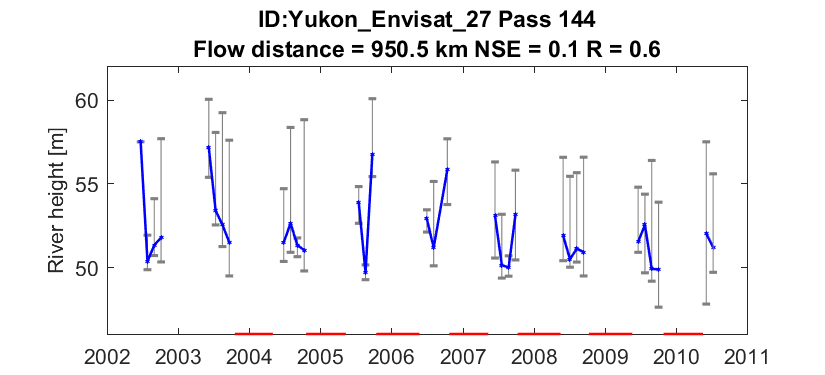 ID:Yukon_Envisat_27 Pass 144
Flow distance = 950.5 km NSE = 0.1 R = 0.6
River height [m]
60
55
50
2002 2003 2004 2005 2006 2007 2008 2009 2010 2011